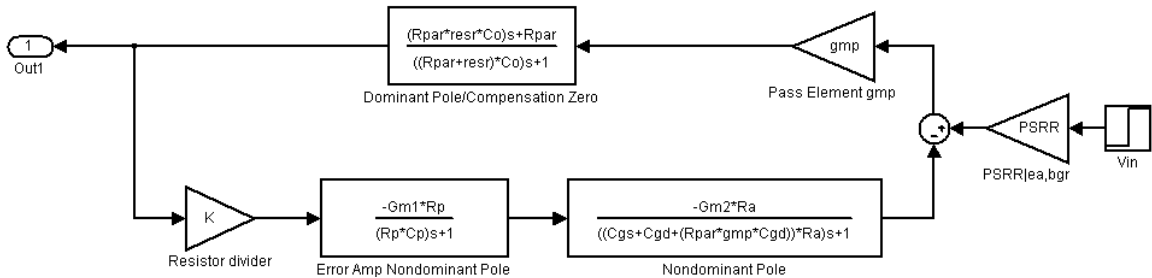 1
Out1
(Rpar*resr*Co)s+Rpar
((Rpar+resr)*Co)s+1
Dominant Pole/Compensation Zero
gmp
Pass Element gmp
-+
PSRR
PSRR|ea,bgr
Vin
K
Resistor divider
-Gm1*Rp
(Rp*Cp)s+1
Error Amp Nondominant Pole
-Gm2*Ra
((Cgs+Cgd+(Rpar*gmp*Cgd))*Ra)s+1
Nondominant Pole